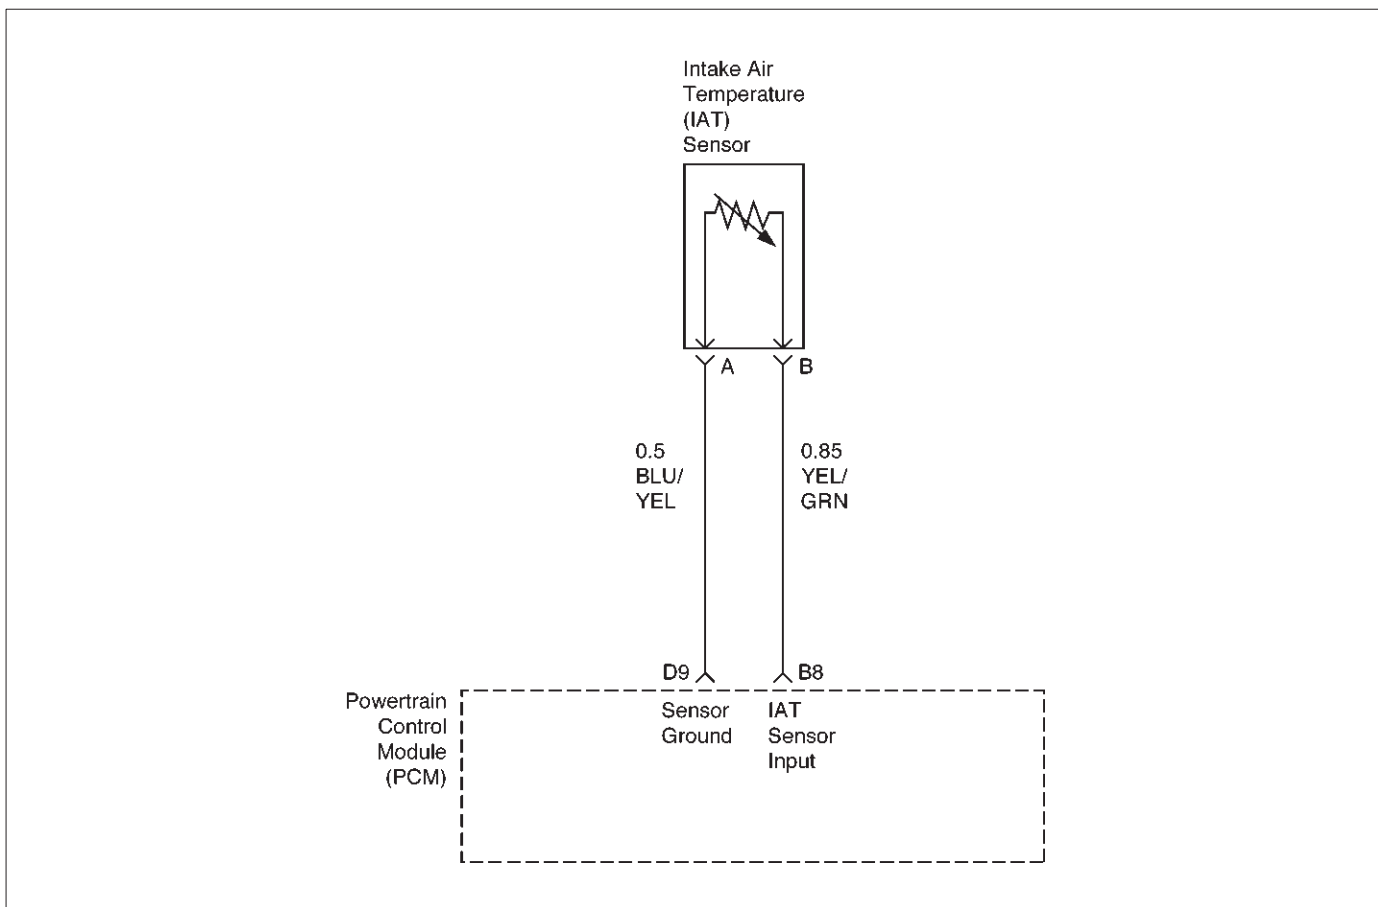 Intake Air
Temperature
(IAT)
Sensor
A
B
0.5
BLU/
YEL
0.85
YEL/
GRN
D9
B8
Powertrain
Control
Module
(PCM)
Sensor
Ground
IAT
Sensor
Input